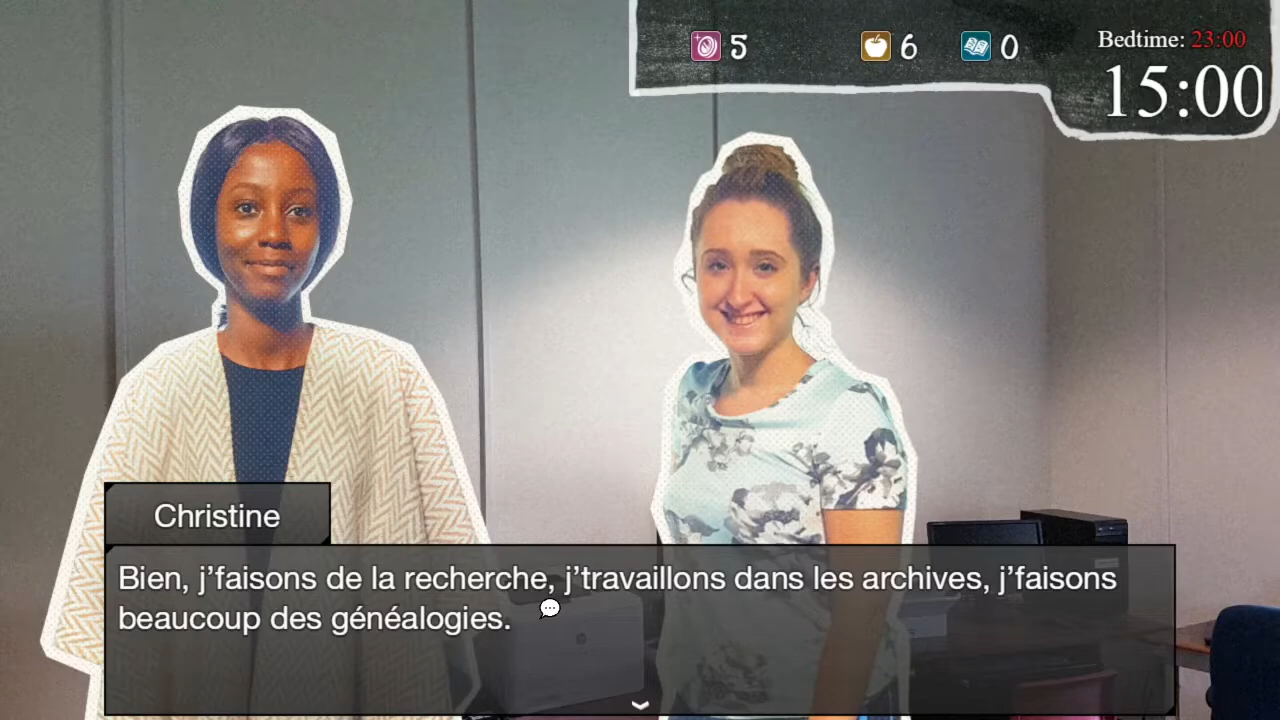 5
6
0
Bedtime: 23:00
15:00
Christine
Bien, j’faisons de la recherche, j’travaillons dans les archives, j’faisons
beaucoup des généalogies.